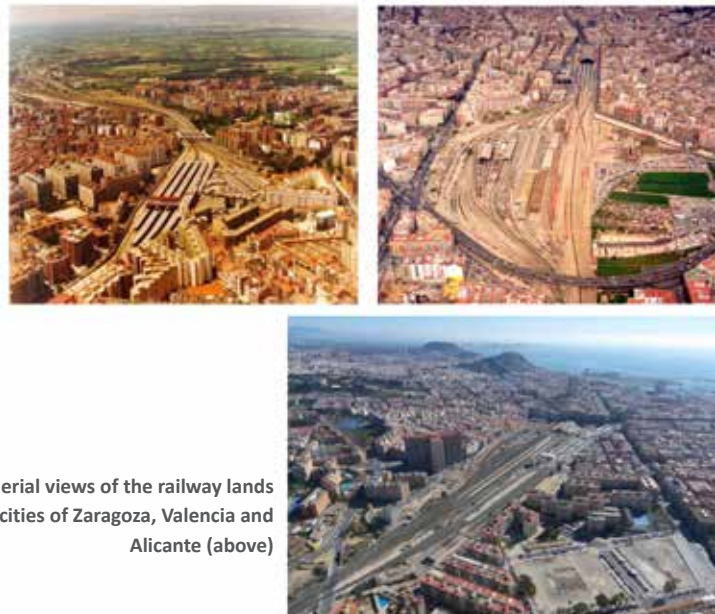 erial views of the railway lands
cities of Zaragoza, Valencia and
Alicante (above)